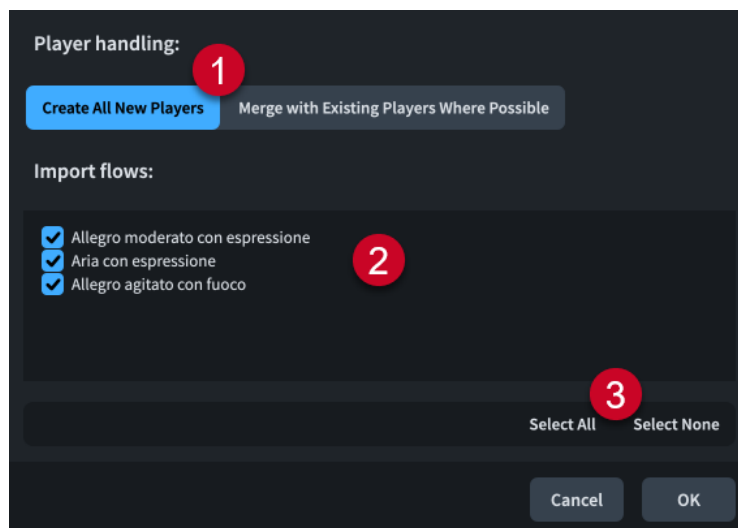 Player handling:
1
Create All New Players Merge with Existing Players Where Possible
Import flows:
Allegro moderato con espressione
Aria con espressione
2
Allegro agitato con fuoco
3
Select All Select None
Cancel OK